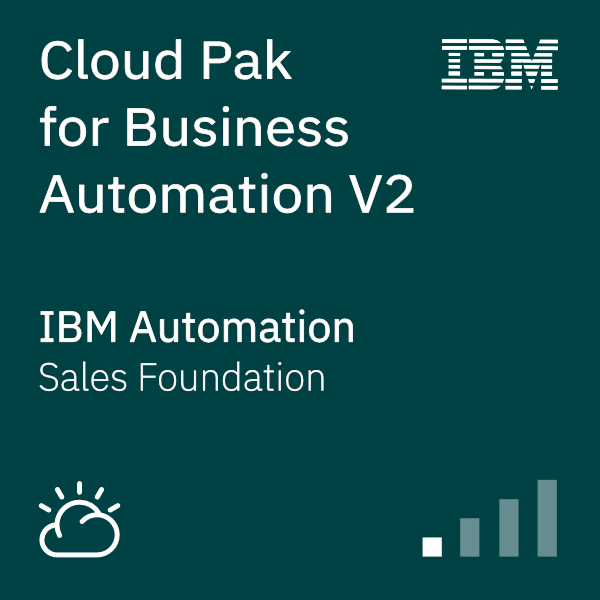 Cloud Pak
IBM
for Business
Automation V2
IBM Automation
Sales Foundation